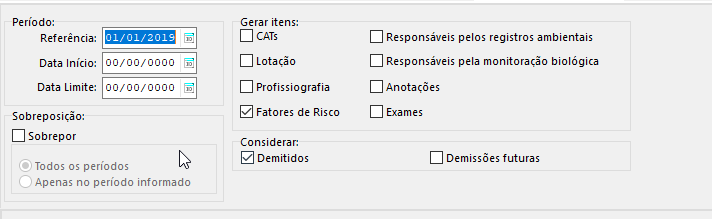 Período:
Referência: 01/01/2019
Data Início: 00/00/0000
Data Limite: 00/00/0000
Sobreposição:
Sobrepor
Todos os períodos
Apenas no período informado
Gerar itens:
CATs
Responsáveis pelos registros ambientais
Lotação
Responsáveis pela monitoração biológica
Profissiografia
Anotações
Fatores de Risco
Exames
Considerar:
Demitidos
Demissões futuras